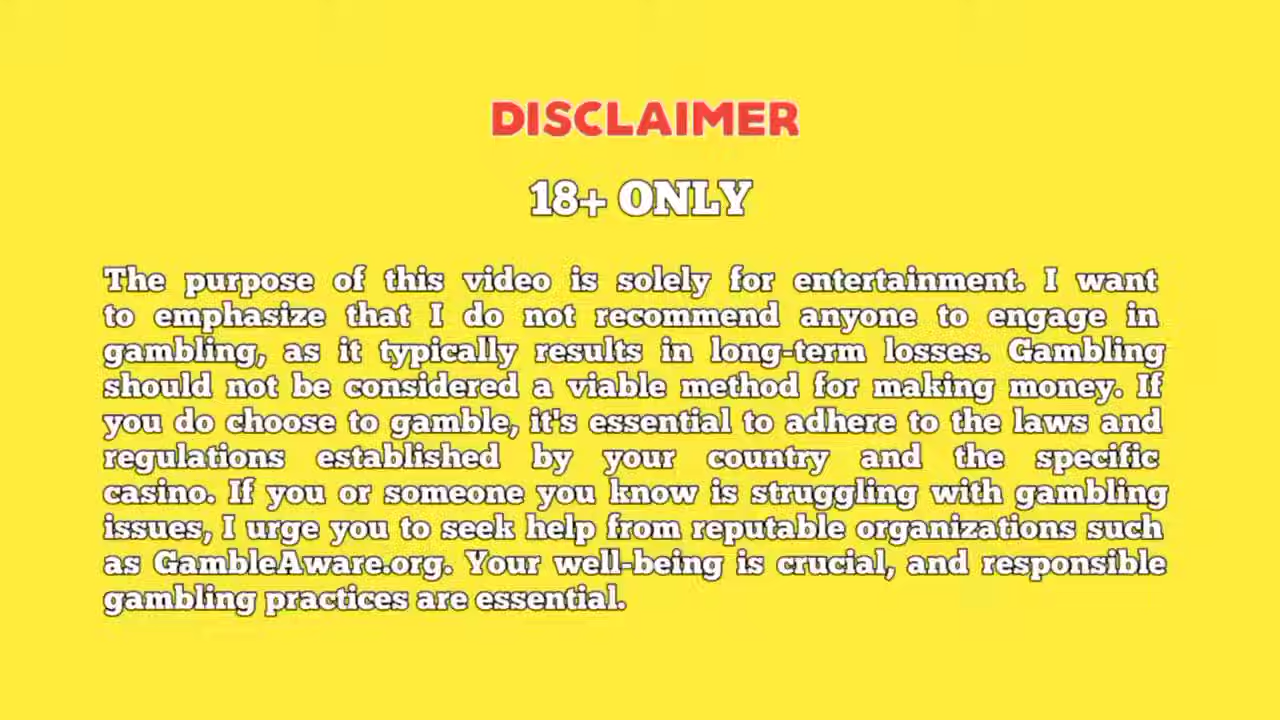 DISCLAIMER
18+ ONLY
The purpose of this video is solely for entertainment. I want
to emphasize that I do not recommend anyone to engage in
gambling, as it typically results in long-term losses. Gambling
should not be considered a viable method for making money. If
you do choose to gamble, it's essential to adhere to the laws and
regulations established by your country and the specific
casino. If you or someone you know is struggling with gambling
issues, I urge you to seek help from reputable organizations such
as GambleAware.org. Your well-being is crucial, and responsible
gambling practices are essential.